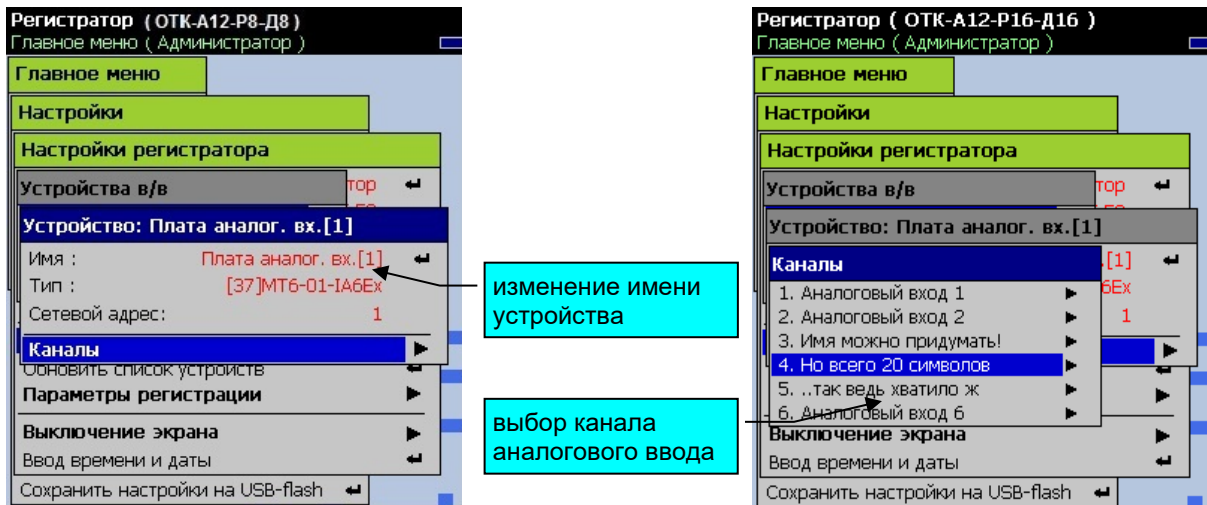 Регистратор (ОТК-А12-Р8-Д8)
Главное меню ( Администратор )
Главное меню
Настройки
Настройки регистратора
Устройства в/в
тор
Устройство: Плата аналог. вх.[1]
Имя : Плата аналог. вх.[1]
Тип : [37]МТ6-01-IA6Ex
Сетевой адрес: 1
Каналы
Обновить список устройств
Параметры регистрации
Выключение экрана
Ввод времени и даты
Сохранить настройки на USB-flash
изменение имени
устройства
выбор канала
аналогового ввода
Регистратор ( ОТК-А12-Р16-Д16 )
Главное меню ( Администратор )
Главное меню
Настройки
Настройки регистратора
Устройства в/в
тор
Устройство: Плата аналог. вх.[1]
Каналы
.[1]
6Ex
1
1. Аналоговый вход 1
2. Аналоговый вход 2
3. Имя можно придумать!
4. Но всего 20 символов
5. ..так ведь хватило ж
6. Аналоговый вход 6
Выключение экрана
Ввод времени и даты
Сохранить настройки на USB-flash